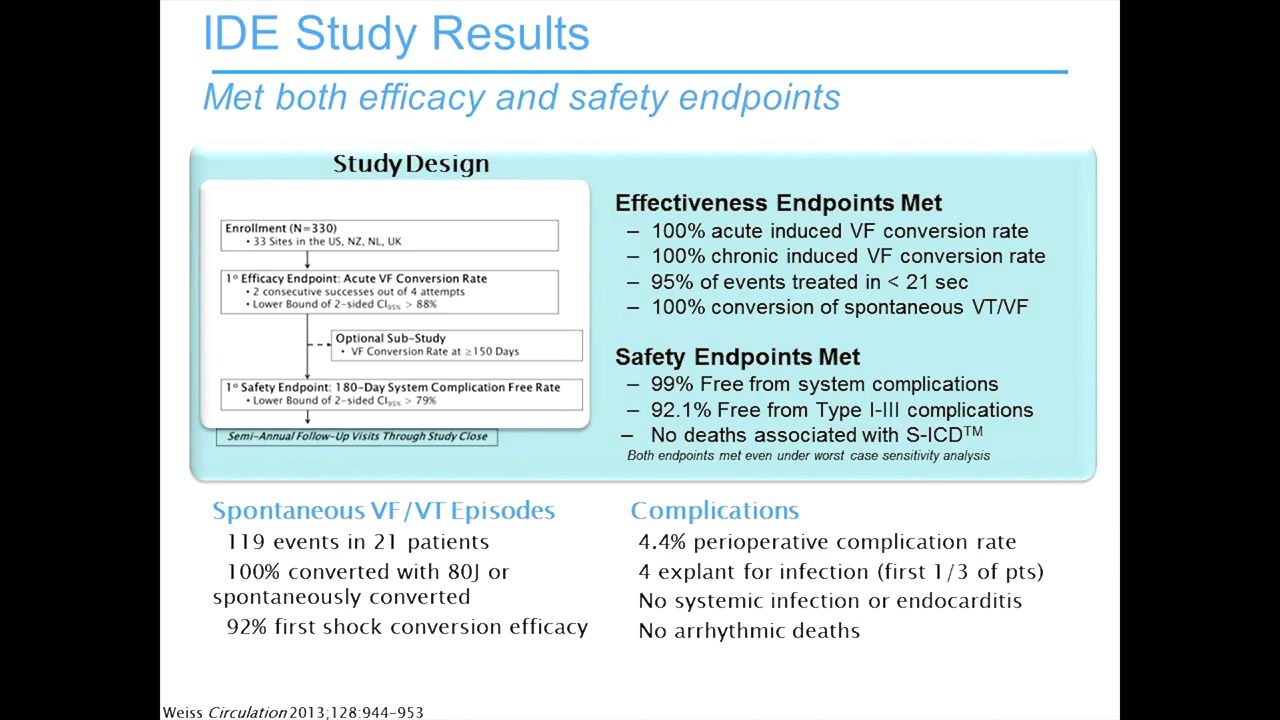 IDE Study Results
Met both efficacy and safety endpoints
Study Design
Enrollment (N=330)
• 33 Sites in the US, NZ, NL, UK
1° Efficacy Endpoint: Acute VF Conversion Rate
• 2 consecutive successes out of 4 attempts
• Lower Bound of 2-sided CI95% > 88%
Optional Sub-Study
• VF Conversion Rate at ≥150 Days
1° Safety Endpoint: 180-Day System Complication Free Rate
• Lower Bound of 2-sided CI95% > 79%
Semi-Annual Follow-Up Visits Through Study Close
Effectiveness Endpoints Met
– 100% acute induced VF conversion rate
– 100% chronic induced VF conversion rate
– 95% of events treated in < 21 sec
– 100% conversion of spontaneous VT/VF
Safety Endpoints Met
– 99% Free from system complications
– 92.1% Free from Type I-III complications
– No deaths associated with S-ICD™
Both endpoints met even under worst case sensitivity analysis
Spontaneous VF/VT Episodes
119 events in 21 patients
100% converted with 80J or
spontaneously converted
92% first shock conversion efficacy
Complications
4.4% perioperative complication rate
4 explant for infection (first 1/3 of pts)
No systemic infection or endocarditis
No arrhythmic deaths
Weiss Circulation 2013;128:944-953